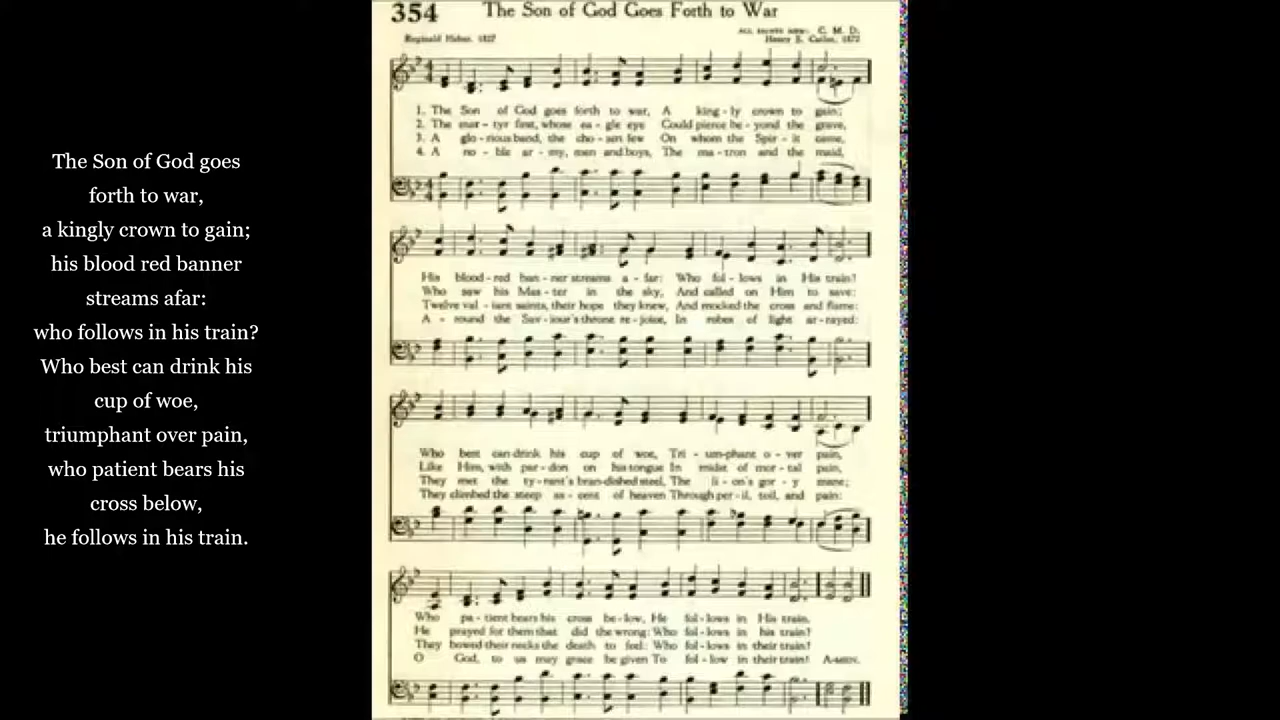 The Son of God goes
forth to war,
a kingly crown to gain;
his blood red banner
streams afar:
who follows in his train?
Who best can drink his
cup of woe,
triumphant over pain,
who patient bears his
cross below,
he follows in his train.
354
The Son of God Goes Forth to War
Reginald Heber, 1827
C. M. D.
Henry S. Cutler, 1872
1. The Son of God goes forth to war, A king - ly crown to gain;
2. The mar - tyr first, whose ea - gle eye Could pierce be - yond the grave,
3. A glo - rious band, the cho - sen few On whom the Spir - it came,
4. A no - ble ar - my, men and boys, The ma - tron and the maid,
His blood - red ban - ner streams a - far: Who fol - lows in His train?
Who saw his Mas - ter in the sky, And called on Him to save:
Twelve val - iant saints, their hope they knew, And mocked the cross and flame:
A - round the Sav - iour's throne re - joice, In robes of light ar - rayed:
Who best can drink his cup of woe, Tri - um - phant o - ver pain,
Like Him, with par - don on his tongue In midst of mor - tal pain,
They met the ty - rant's bran - dished steel, The li - on's gor - y mane;
They climbed the steep as - cent of heaven Through per - il, toil, and pain:
Who pa - tient bears his cross be - low, He fol - lows in His train.
He prayed for them that did the wrong: Who fol - lows in his train?
They bowed their necks the death to feel: Who fol - lows in their train?
O God, to us may grace be given To fol - low in their train! A-MEN.